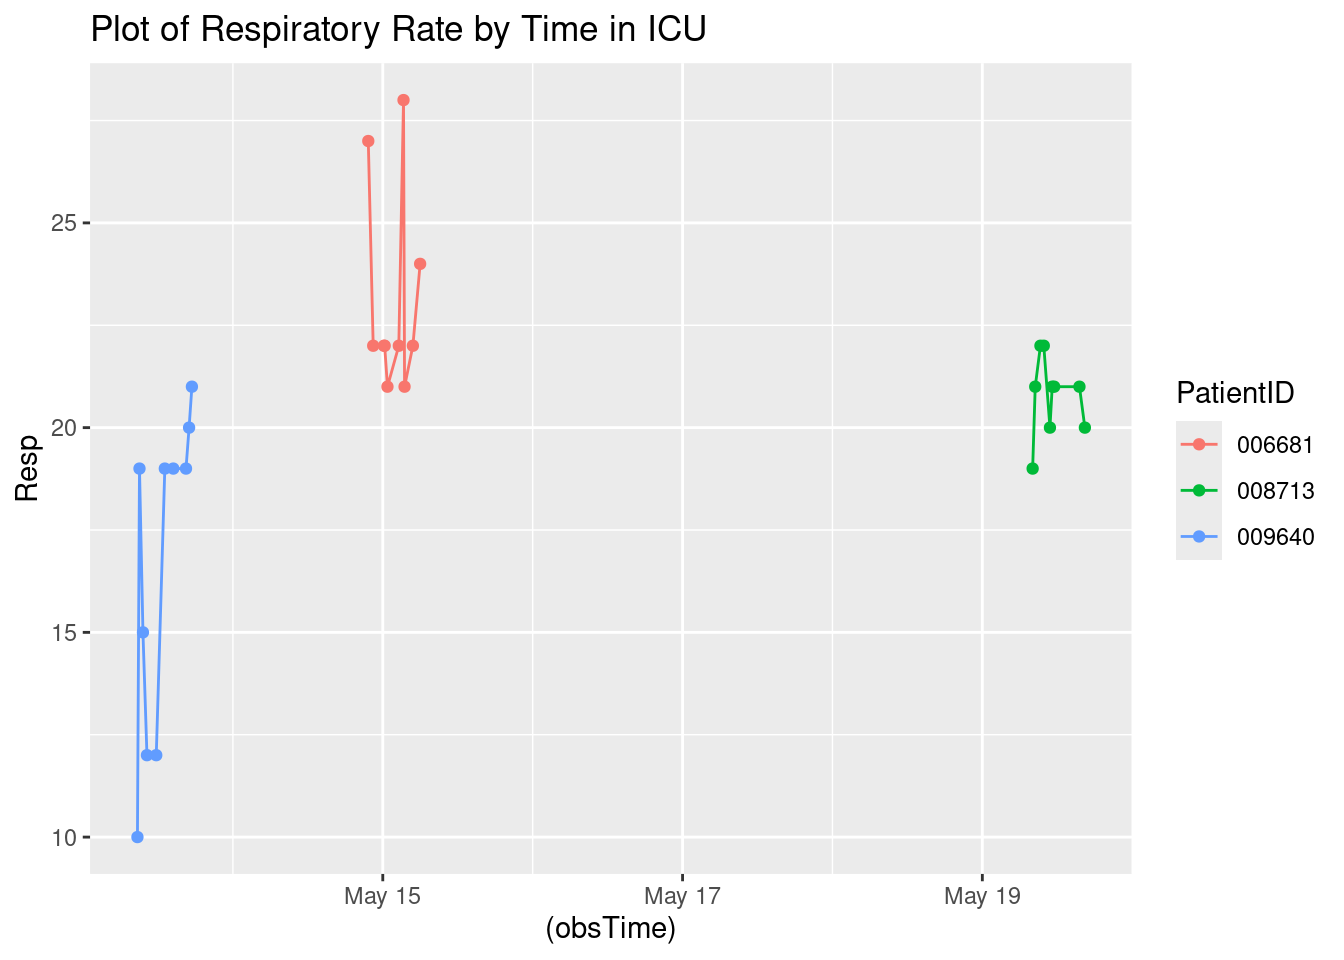 Plot of Respiratory Rate by Time in ICU
Resp
25
20
15
10
May 15
May 17
May 19
(obsTime)
PatientID
006681
008713
009640